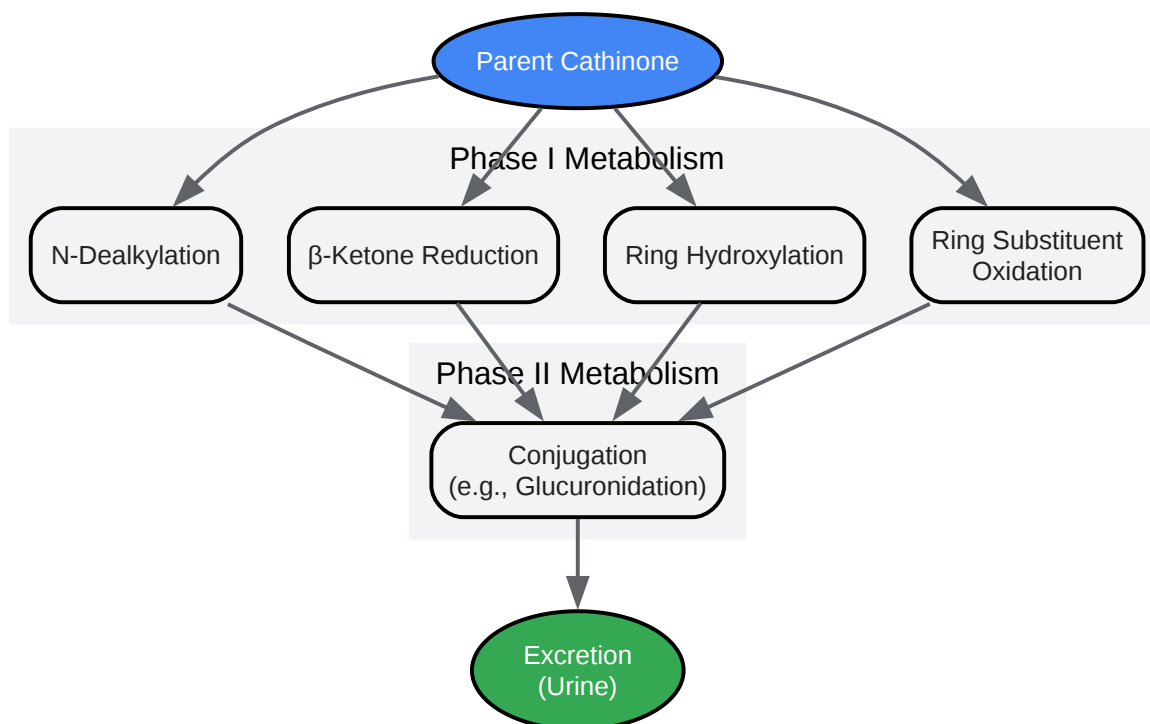 Parent Cathinone
Phase I Metabolism
N-Dealkylation
β-Ketone Reduction
Ring Hydroxylation
Ring Substituent
Oxidation
Phase II Metabolism
Conjugation
(e.g., Glucuronidation)
Excretion
(Urine)